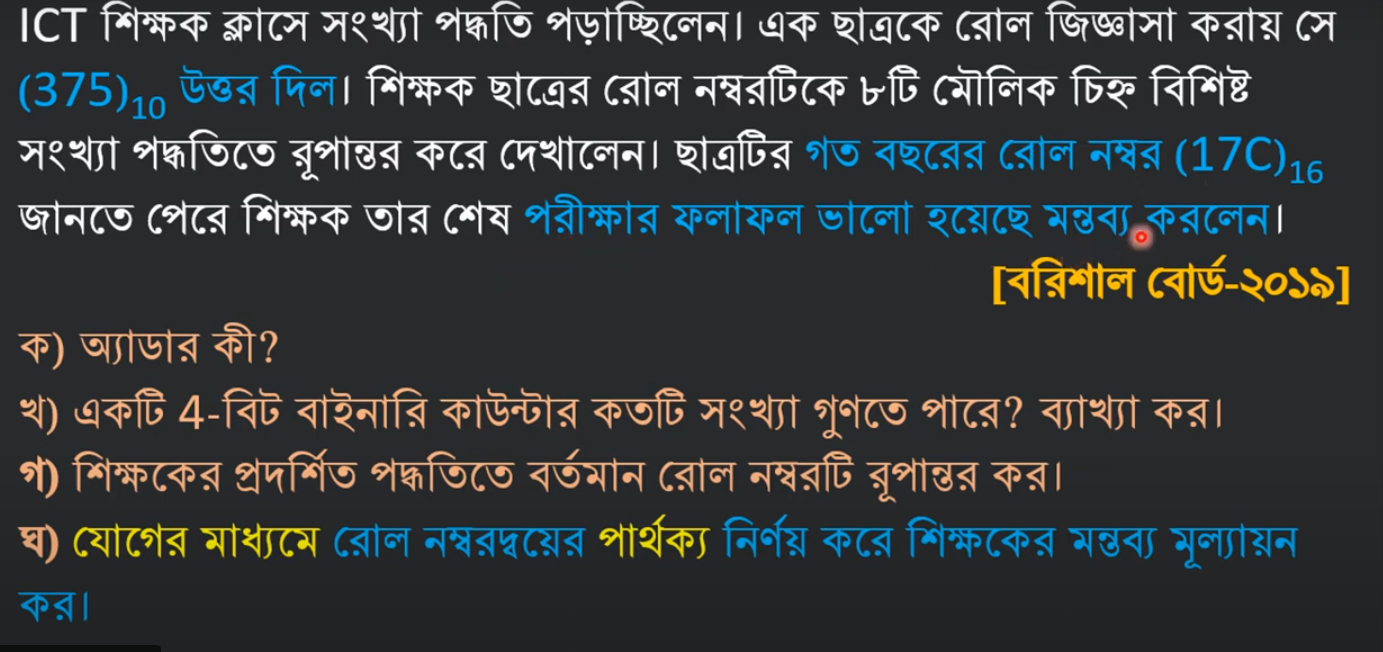 ICT শিক্ষক ক্লাসে সংখ্যা পদ্ধতি পড়াচ্ছিলেন। এক ছাত্রকে রোল জিজ্ঞাসা করায় সে
(375)₁₀ উত্তর দিল। শিক্ষক ছাত্রের রোল নম্বরটিকে ৮টি মৌলিক চিহ্ন বিশিষ্ট
সংখ্যা পদ্ধতিতে রূপান্তর করে দেখালেন। ছাত্রটির গত বছরের রোল নম্বর (17C)₁₆
জানতে পেরে শিক্ষক তার শেষ পরীক্ষার ফলাফল ভালো হয়েছে মন্তব্য করলেন।
[বরিশাল বোর্ড-২০১৯]
ক) অ্যাডার কী?
খ) একটি 4-বিট বাইনারি কাউন্টার কতটি সংখ্যা গুণতে পারে? ব্যাখ্যা কর।
গ) শিক্ষকের প্রদর্শিত পদ্ধতিতে বর্তমান রোল নম্বরটি রূপান্তর কর।
ঘ) যোগের মাধ্যমে রোল নম্বরদ্বয়ের পার্থক্য নির্ণয় করে শিক্ষকের মন্তব্য মূল্যায়ন
কর।